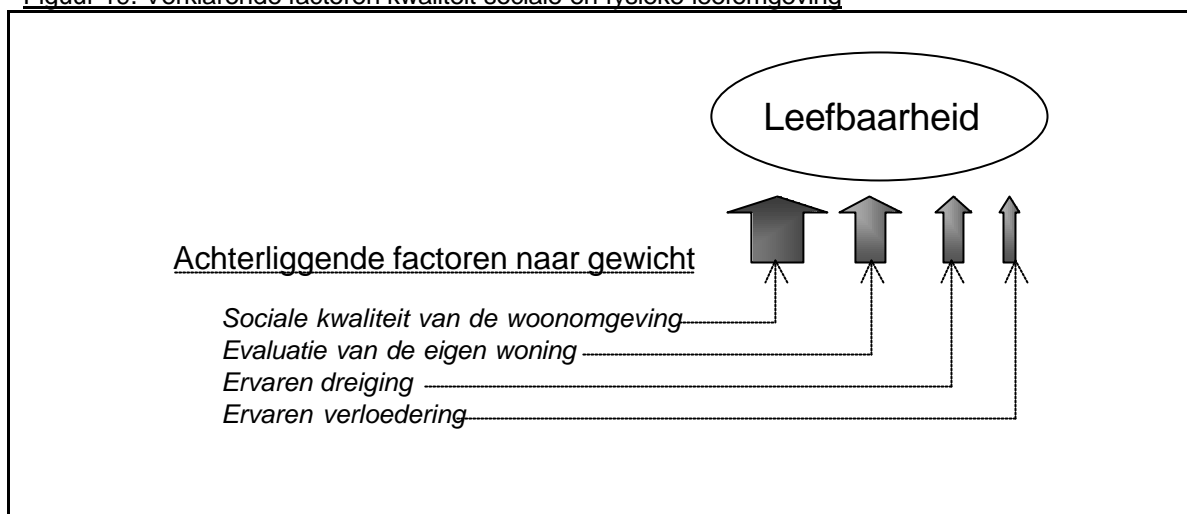 Leefbaarheid
Achterliggende factoren naar gewicht
Sociale kwaliteit van de woonomgeving
Evaluatie van de eigen woning
Ervaren dreiging
Ervaren verloedering